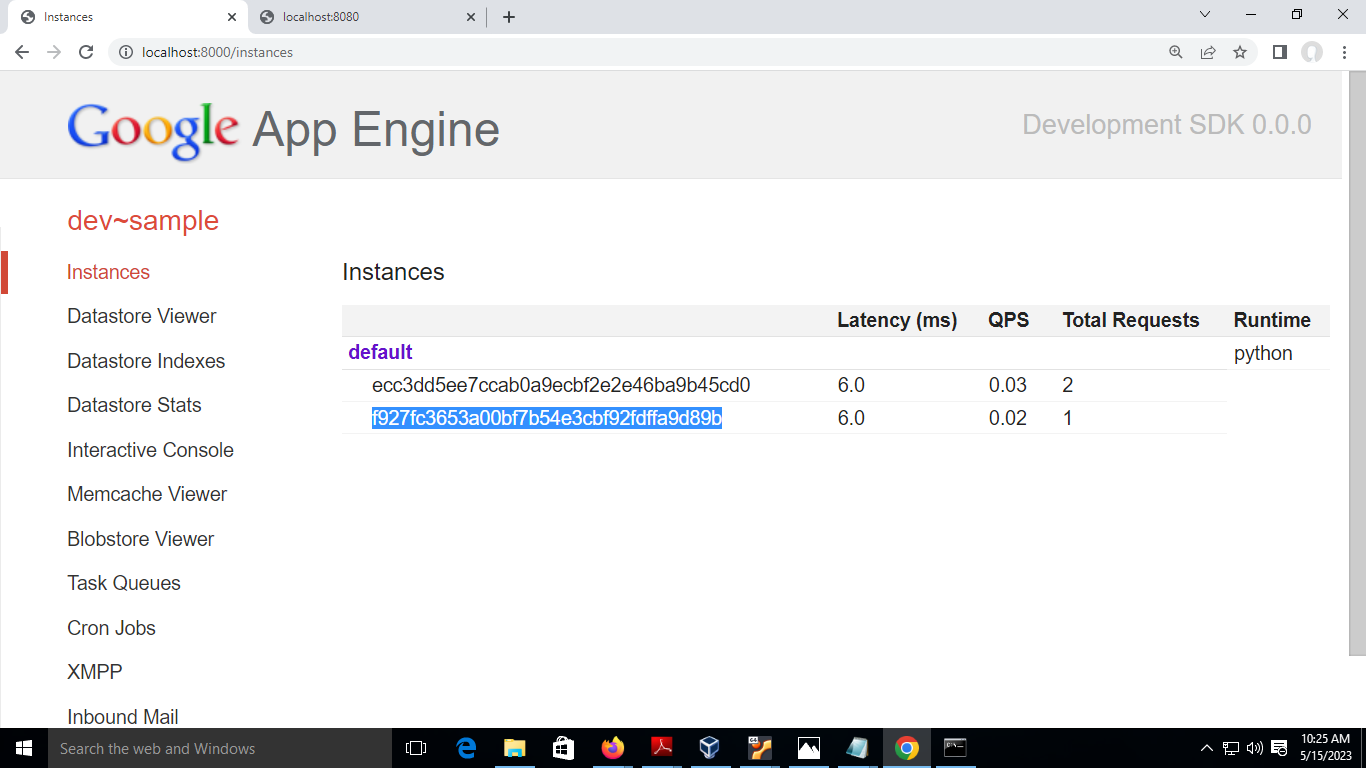 Instances
localhost:8080
localhost:8000/instances
Google App Engine
Development SDK 0.0.0
dev~sample
Instances
Datastore Viewer
Datastore Indexes
Datastore Stats
Interactive Console
Memcache Viewer
Blobstore Viewer
Task Queues
Cron Jobs
XMPP
Inbound Mail
Instances
Latency (ms) QPS Total Requests Runtime
default python
ecc3dd5ee7ccab0a9ecbf2e2e46ba9b45cd0 6.0 0.03 2
f927fc3653a00bf7b54e3cbf92fdffa9d89b 6.0 0.02 1
Search the web and Windows
10:25 AM
5/15/2023